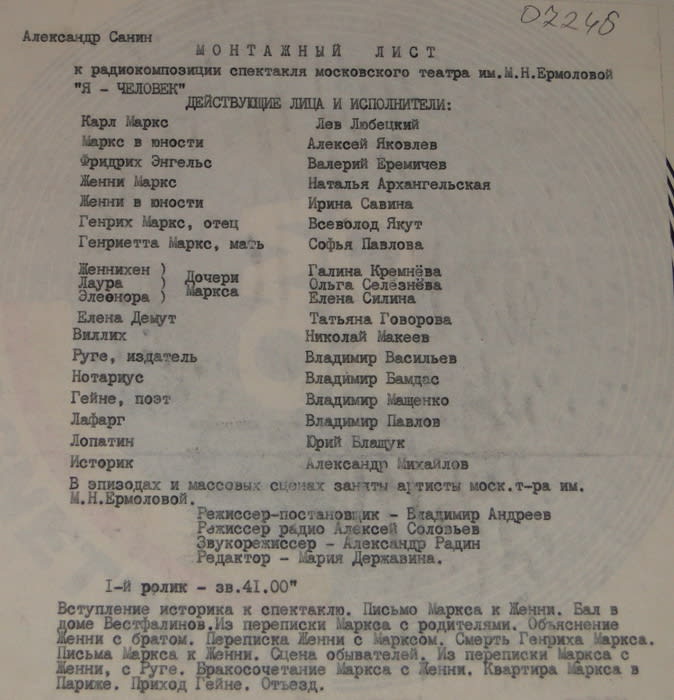 07246
Александр Санин
МОНТАЖНЫЙ ЛИСТ
к радиокомпозиции спектакля московского театра им.М.Н.Ермоловой
"Я - ЧЕЛОВЕК"
ДЕЙСТВУЮЩИЕ ЛИЦА И ИСПОЛНИТЕЛИ:
Карл Маркс Лев Любецкий
Маркс в юности Алексей Яковлев
Фридрих Энгельс Валерий Еремичев
Женни Маркс Наталья Архангельская
Женни в юности Ирина Савина
Генрих Маркс, отец Всеволод Якут
Генриетта Маркс, мать Софья Павлова
Женнихен ) Галина Кремнёва
Лаура ) Дочери Ольга Селезнёва
Элеонора ) Маркса Елена Силина
Елена Демут Татьяна Говорова
Виллих Николай Макеев
Руге, издатель Владимир Васильев
Нотариус Владимир Бамдас
Гейне, поэт Владимир Мащенко
Лафарг Владимир Павлов
Лопатин Юрий Блащук
Историк Александр Михайлов
В эпизодах и массовых сценах заняты артисты моск.т-ра им.
М.Н.Ермоловой.
Режиссер-постановщик - Владимир Андреев
Режиссер радио Алексей Соловьев
Звукорежиссер - Александр Радин
Редактор - Мария Державина.
I-й ролик - зв.41.00"
Вступление историка к спектаклю. Письмо Маркса к Женни. Бал в
доме Вестфалинов.Из переписки Маркса с родителями. Объяснение
Женни с братом. Переписка Женни с Марксом. Смерть Генриха Маркса.
Письма Маркса к Женни. Сцена обывателей. Из переписки Маркса с
Женни, с Руге. Бракосочетание Маркса с Женни. Квартира Маркса в
Париже. Приход Гейне. Отъезд.